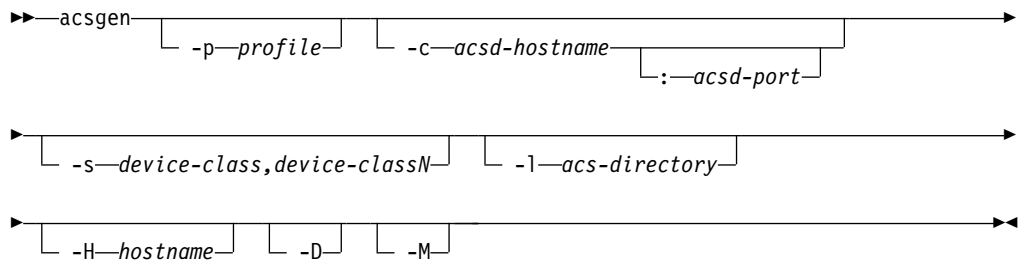 acsgen
-p profile
-c acsd-hostname
: acsd-port
-s device-class,device-classN
-l acs-directory
-H hostname
-D
-M